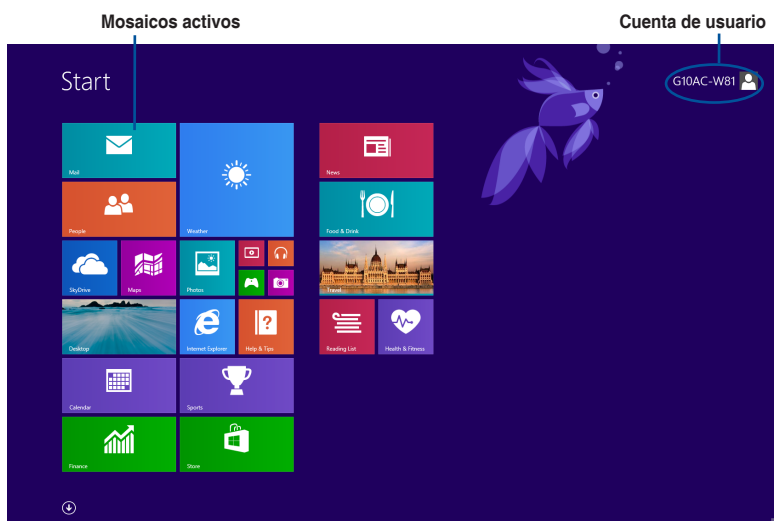 Mosaicos activos
Cuenta de usuario
Start
G10AC-W81
Mail
Weather
News
People
Food & Drink
SkyDrive
Maps
Photos
Travel
Desktop
Internet Explorer
Help & Tips
Reading List
Health & Fitness
Calendar
Sports
Finance
Store